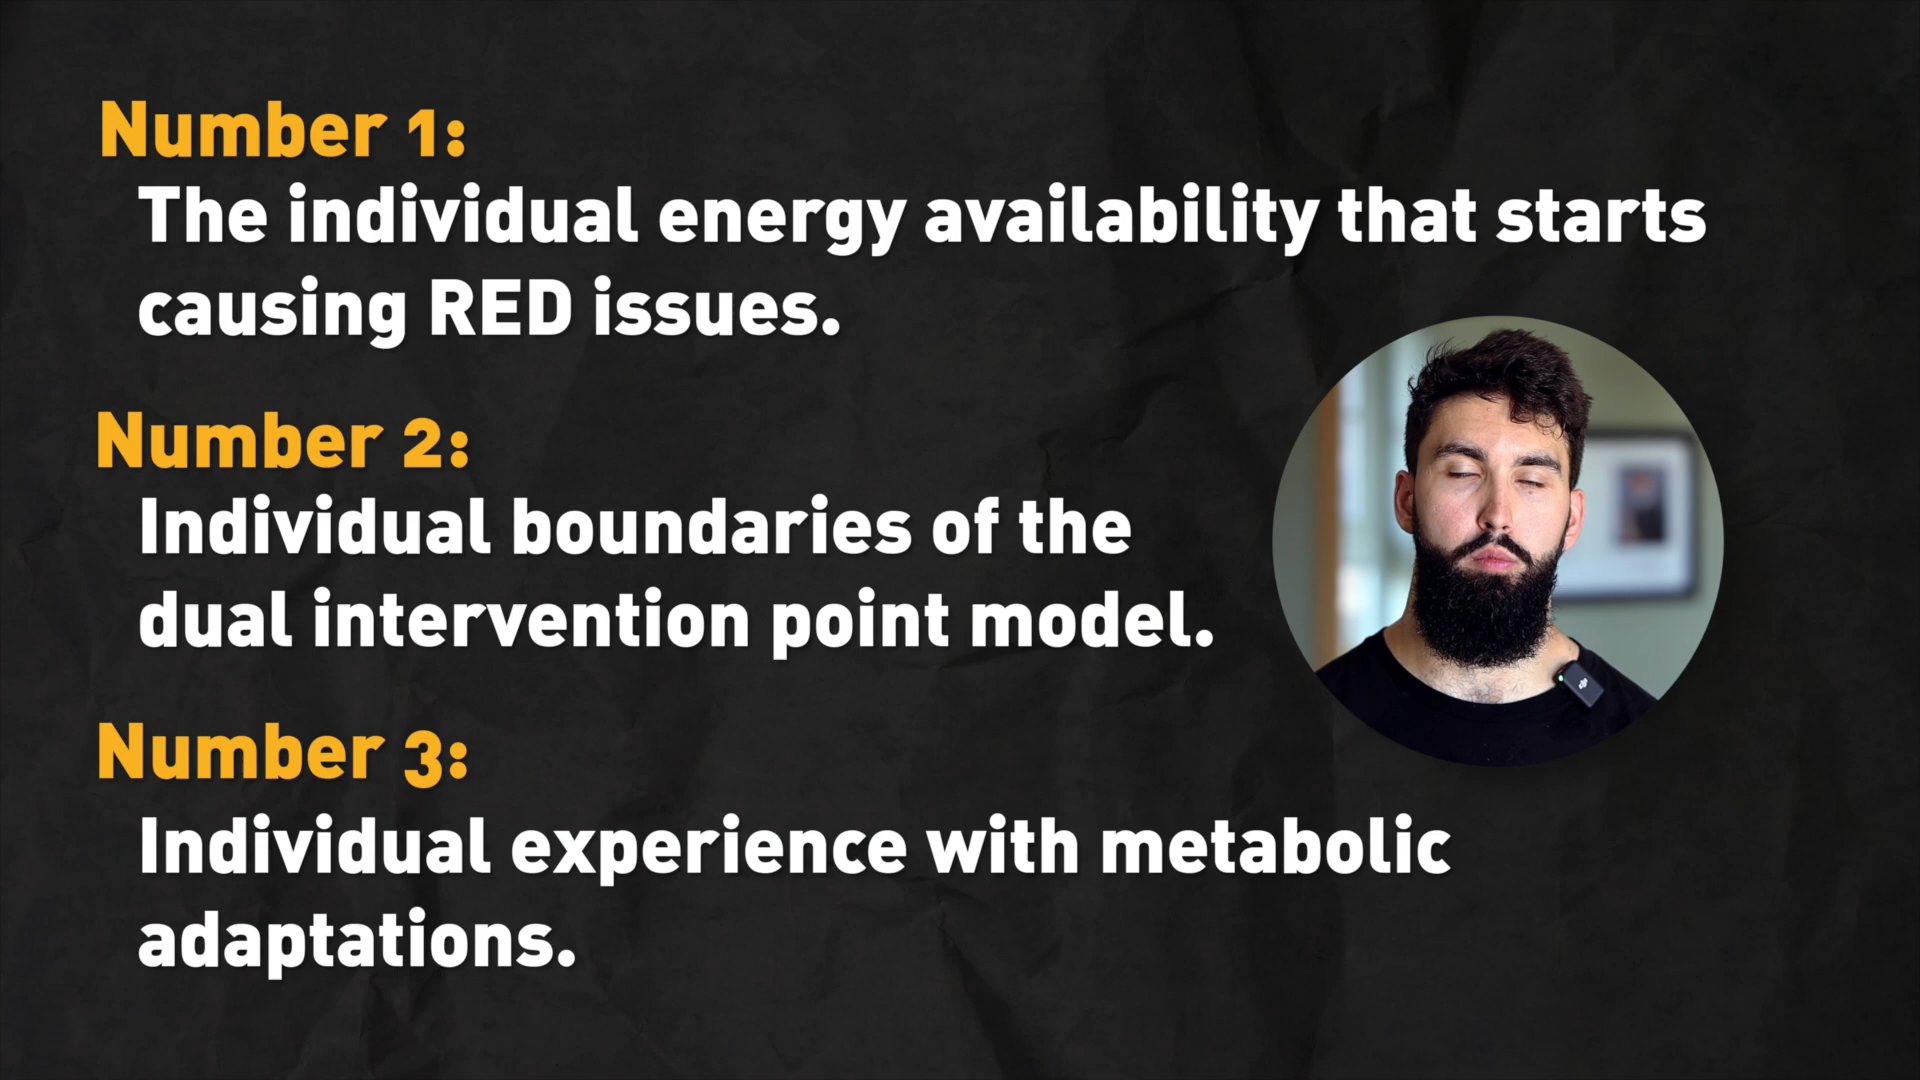 Number 1:
The individual energy availability that starts
causing RED issues.
Number 2:
Individual boundaries of the
dual intervention point model.
Number 3:
Individual experience with metabolic
adaptations.